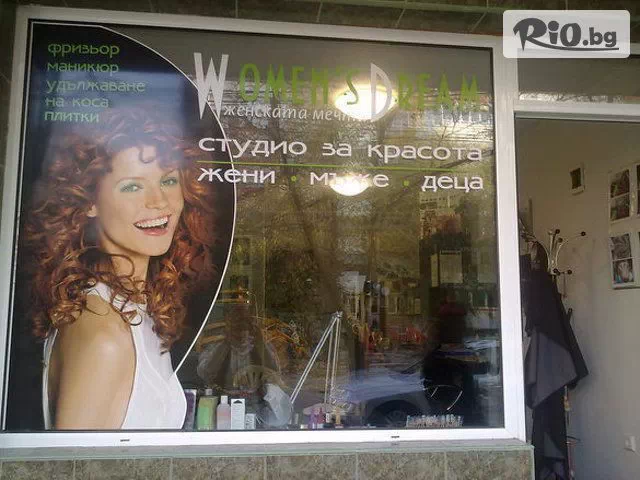 RiO.bg
фризьор
маникюр
удължаване
на коса
плитки
WOMEN'S DREAM
женската мечта
студио за красота
жени • мъже • деца